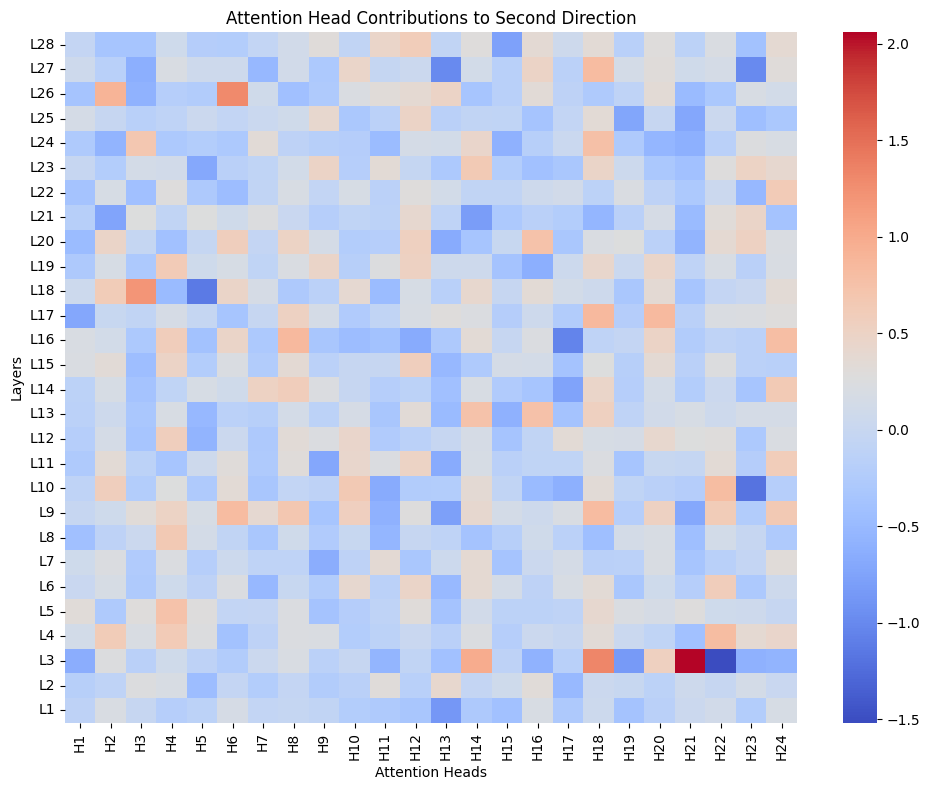 Attention Head Contributions to Second Direction
Layers
L28
L27
L26
L25
L24
L23
L22
L21
L20
L19
L18
L17
L16
L15
L14
L13
L12
L11
L10
L9
L8
L7
L6
L5
L4
L3
L2
L1
H1 H2 H3 H4 H5 H6 H7 H8 H9 H10 H11 H12 H13 H14 H15 H16 H17 H18 H19 H20 H21 H22 H23 H24
Attention Heads
2.0
1.5
1.0
0.5
0.0
−0.5
−1.0
−1.5